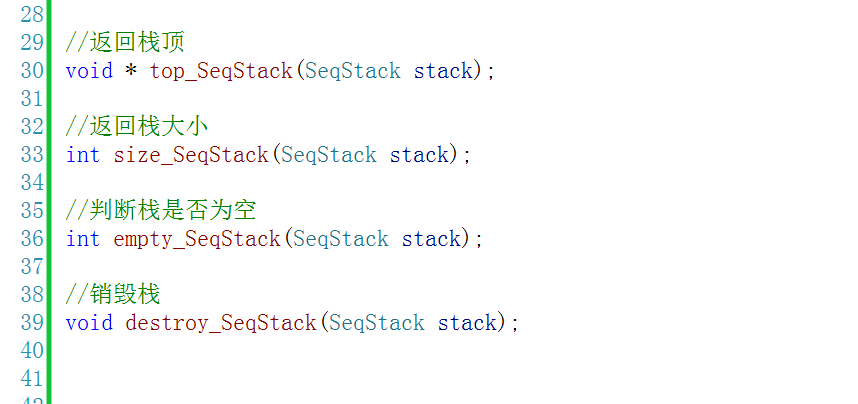 28
29 //返回栈顶
30 void * top_SeqStack(SeqStack stack);
31
32 //返回栈大小
33 int size_SeqStack(SeqStack stack);
34
35 //判断栈是否为空
36 int empty_SeqStack(SeqStack stack);
37
38 //销毁栈
39 void destroy_SeqStack(SeqStack stack);
40
41